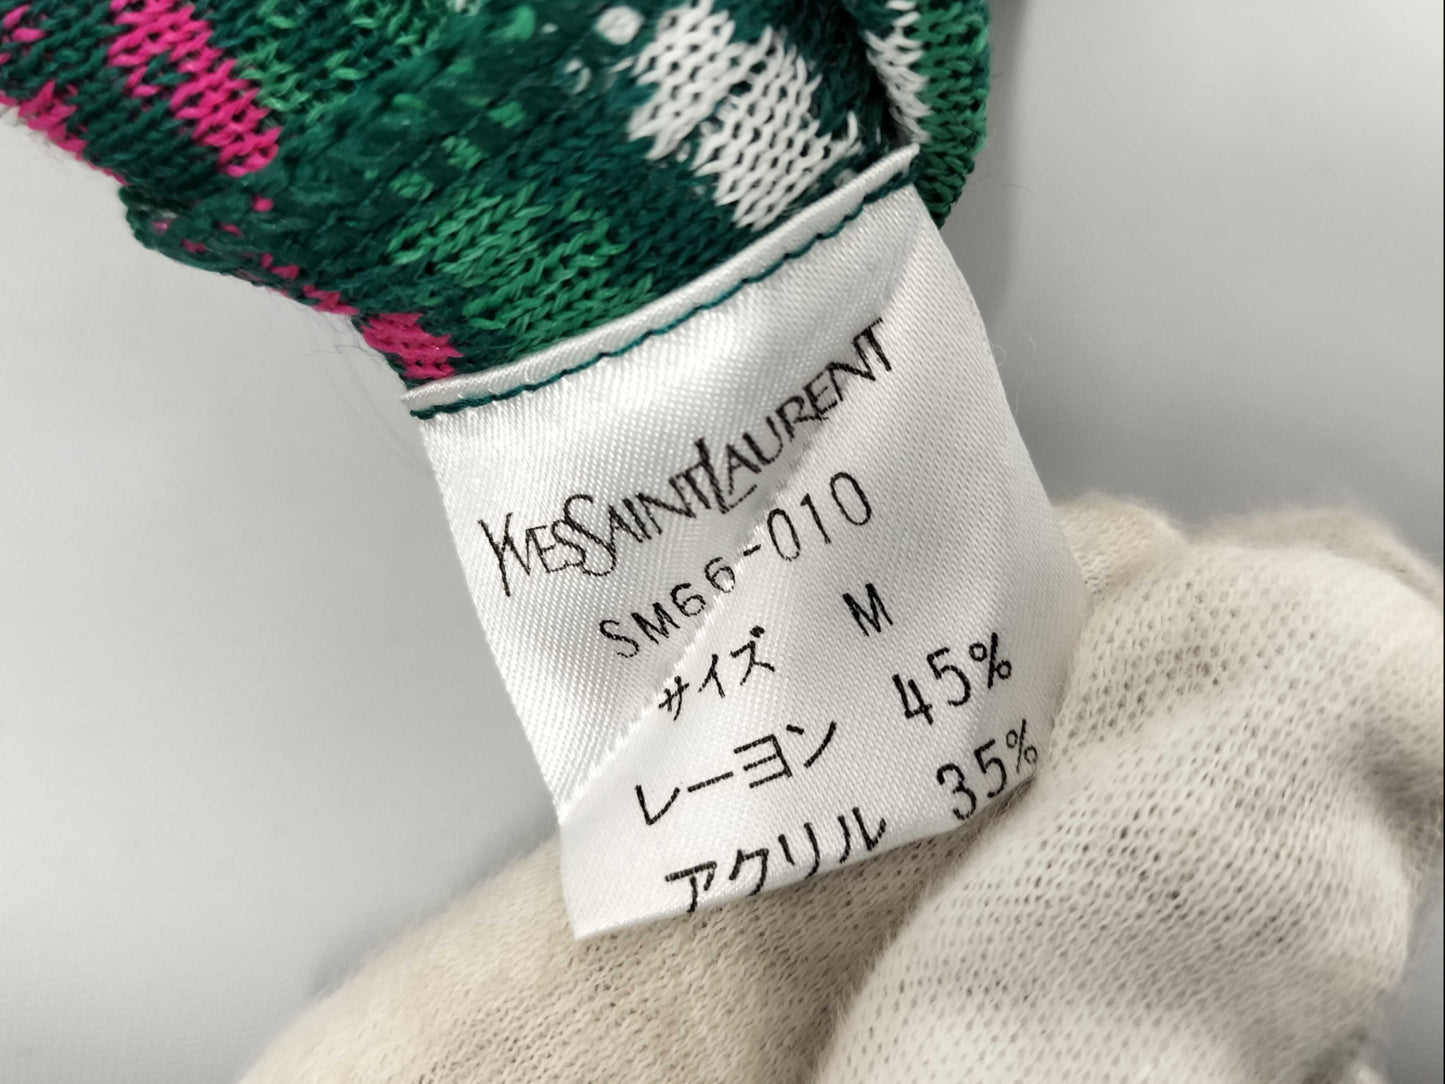 YVESSAINTLAURENT
SM66-010
サイズ M
レーヨン 45%
アクリル 35%